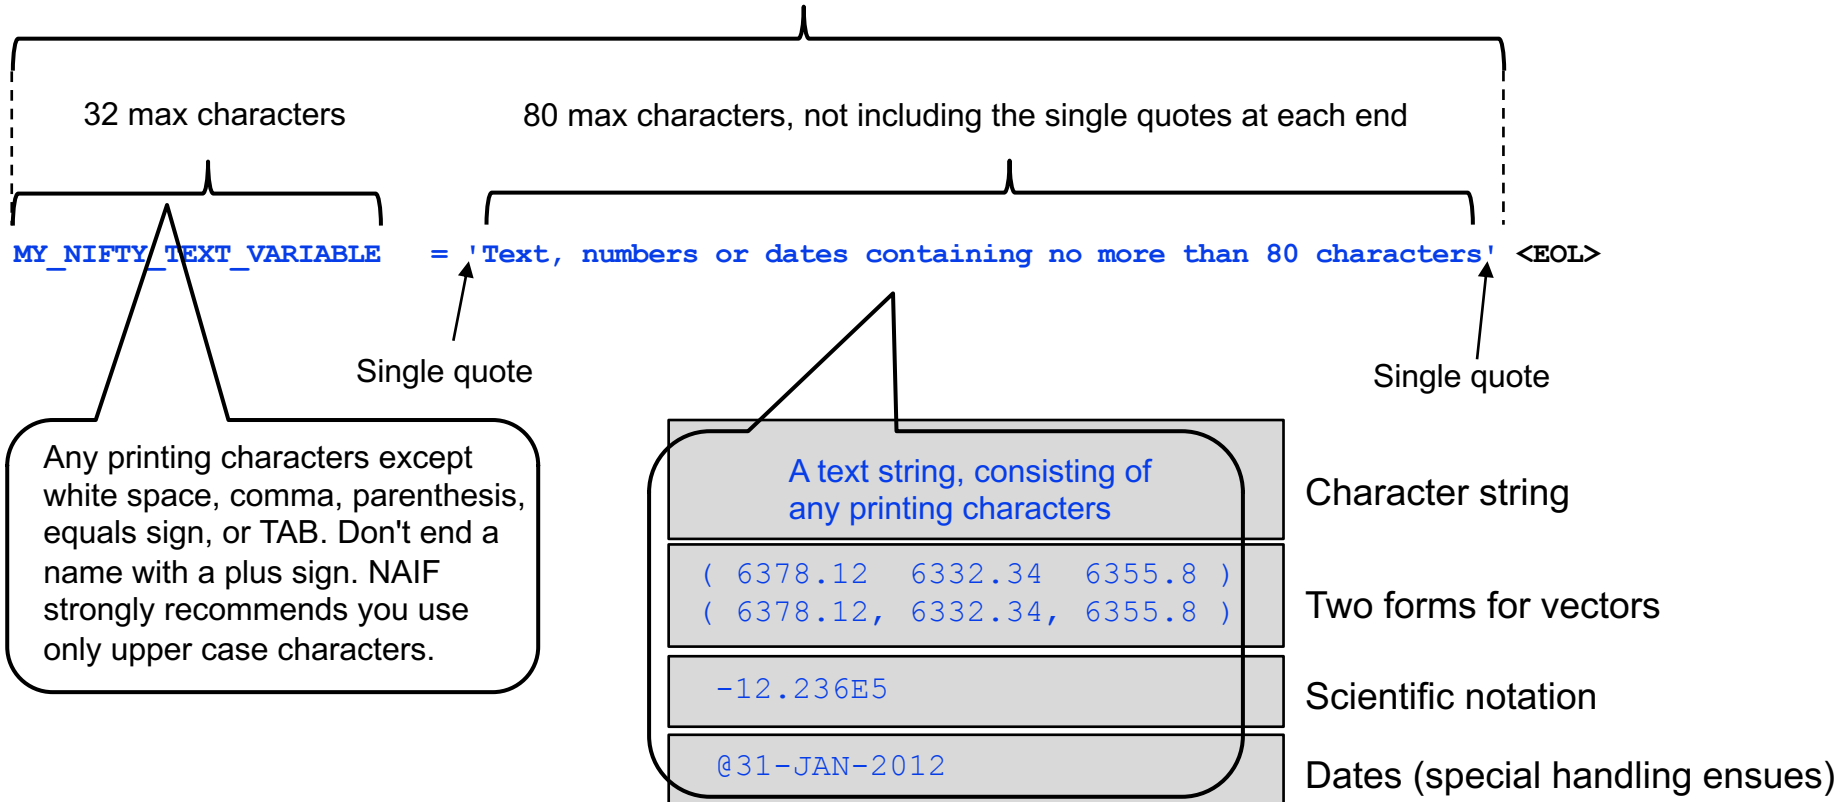 32 max characters
80 max characters, not including the single quotes at each end
MY_NIFTY_TEXT_VARIABLE = 'Text, numbers or dates containing no more than 80 characters' <EOL>
Single quote
Single quote
Any printing characters except
white space, comma, parenthesis,
equals sign, or TAB. Don't end a
name with a plus sign. NAIF
strongly recommends you use
only upper case characters.
A text string, consisting of
any printing characters
Character string
( 6378.12 6332.34 6355.8 )
( 6378.12, 6332.34, 6355.8 )
Two forms for vectors
-12.236E5
Scientific notation
@31-JAN-2012
Dates (special handling ensues)